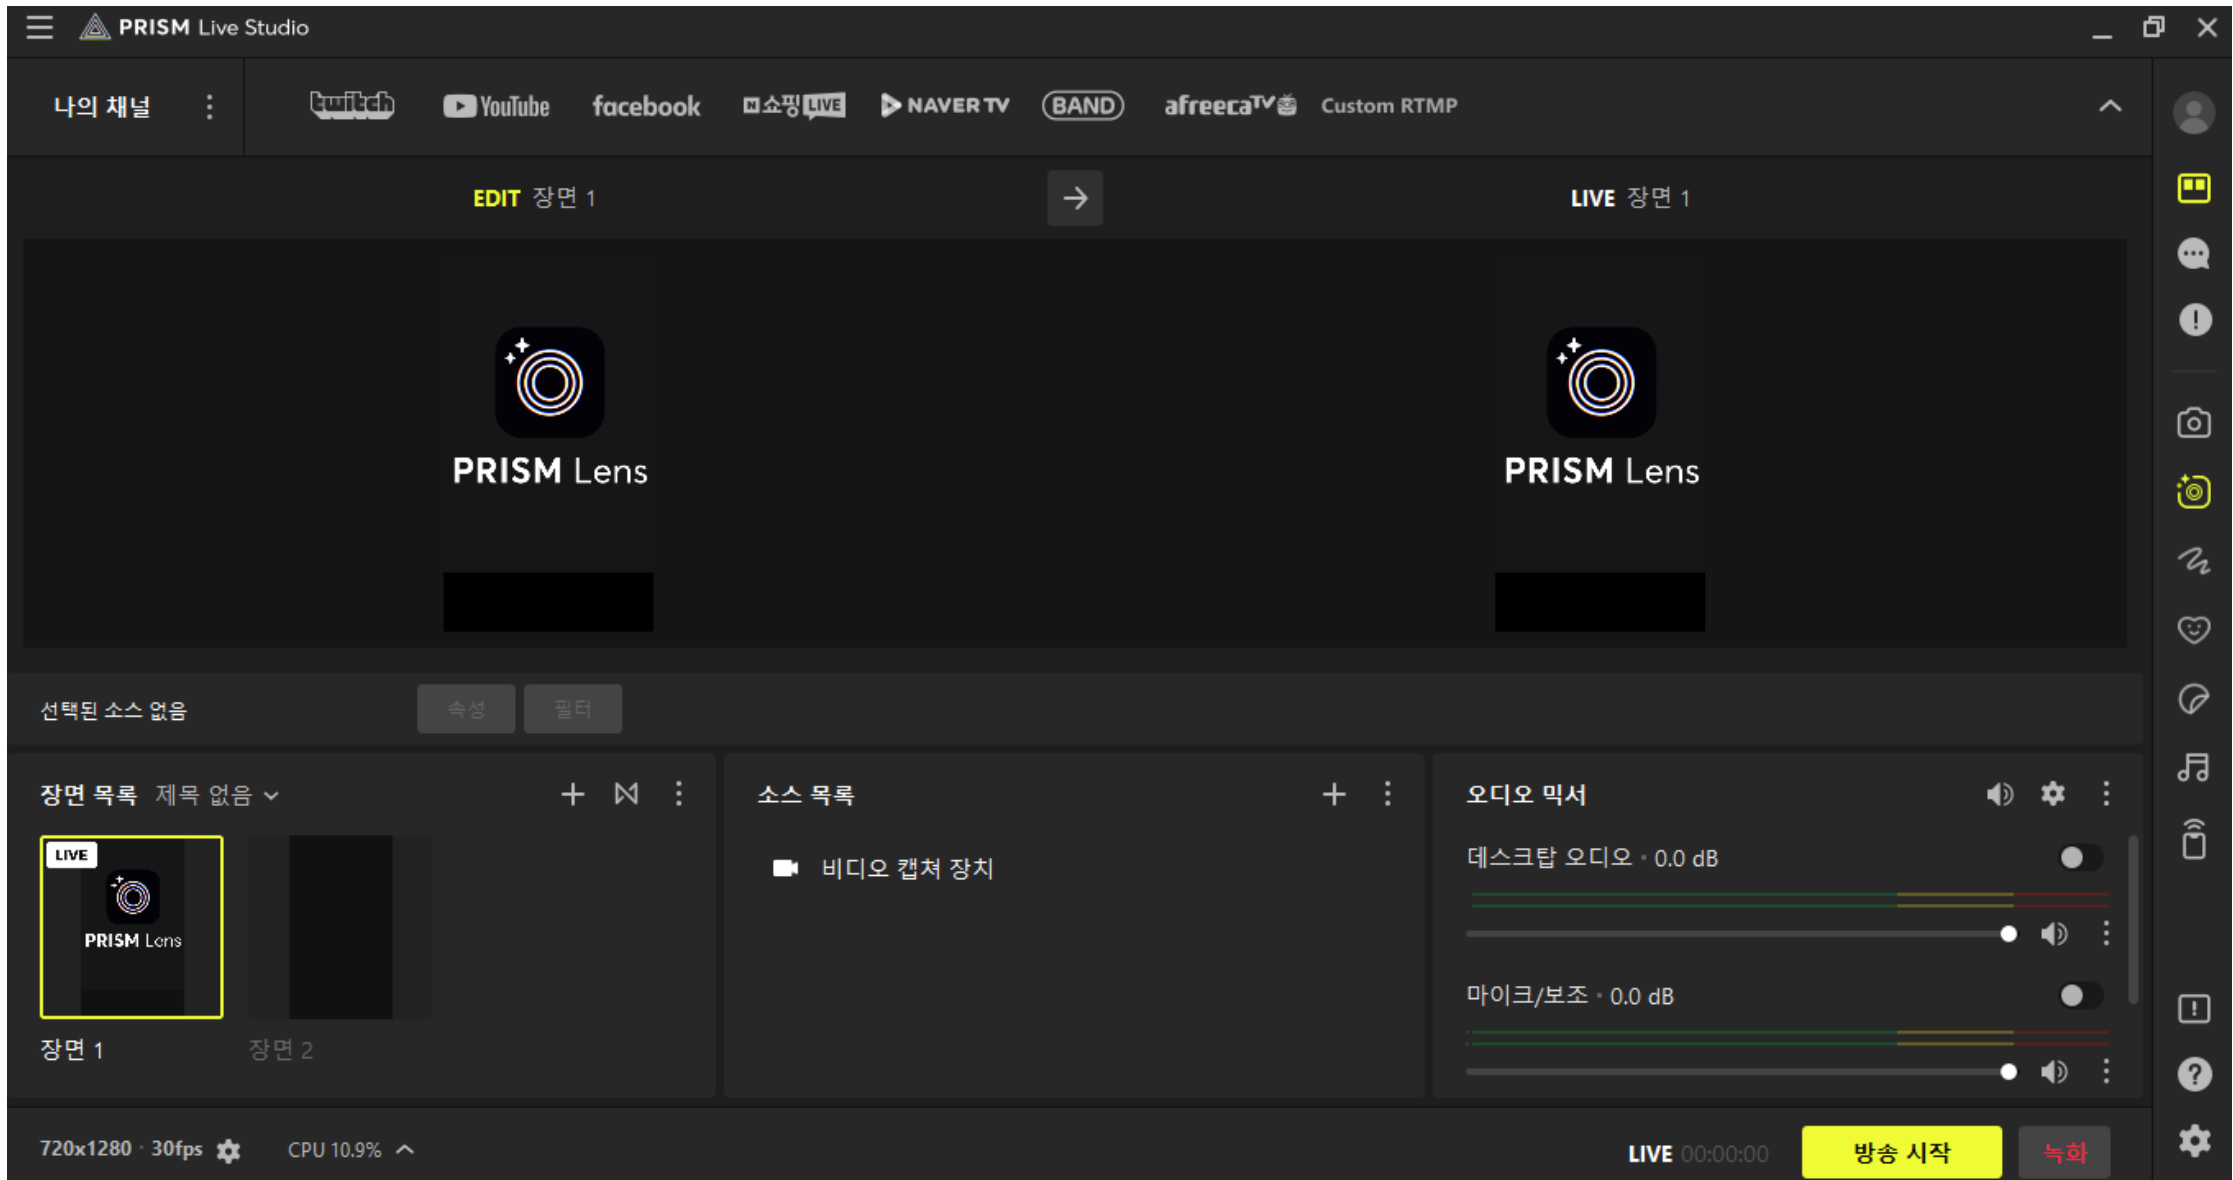 PRISM Live Studio
나의 채널
twitch YouTube facebook N쇼핑LIVE NAVER TV BAND afreecaTV Custom RTMP
EDIT 장면 1
LIVE 장면 1
PRISM Lens
PRISM Lens
선택된 소스 없음 속성 필터
장면 목록 제목 없음
LIVE
PRISM Lens
장면 1
장면 2
소스 목록
비디오 캡쳐 장치
오디오 믹서
데스크탑 오디오 • 0.0 dB
마이크/보조 • 0.0 dB
720x1280 · 30fps CPU 10.9%
LIVE 00:00:00 방송 시작 녹화